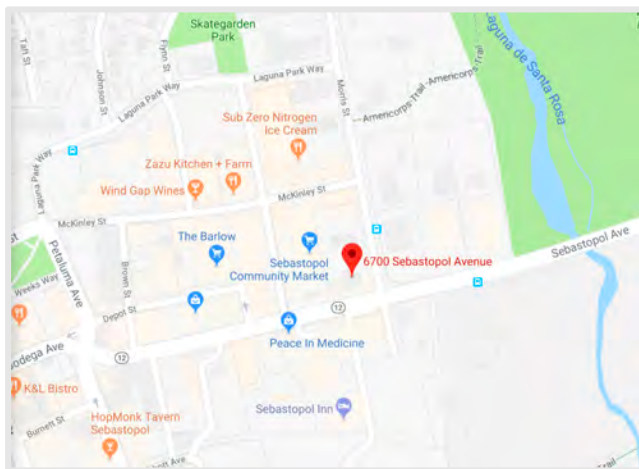 Skategarden
Park
Taft St
Johnson St
Flynn St
Laguna Park Way
Laguna Park Way
Morris St
Americorps Trail
Americorps Trail
Laguna de Santa Rosa
Sub Zero Nitrogen
Ice Cream
Zazu Kitchen + Farm
Wind Gap Wines
McKinley St
McKinley St
Laguna Park Way
Petaluma Ave
The Barlow
Sebastopol
Community Market
6700 Sebastopol Avenue
Sebastopol Ave
Weeks Way
Brown St
Depot St
12
12
Peace In Medicine
odega Ave
K&L Bistro
Burnett St
HopMonk Tavern
Sebastopol
Sebastopol Inn